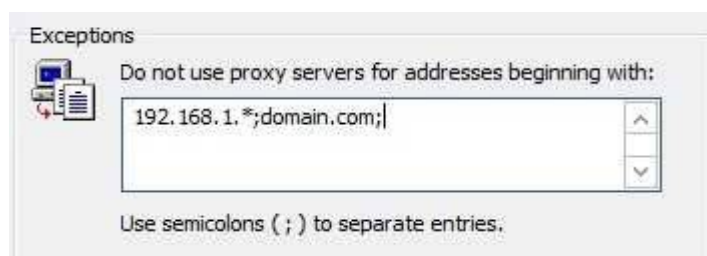 Exceptions
Do not use proxy servers for addresses beginning with:
192.168.1.*;domain.com;
Use semicolons ( ; ) to separate entries.